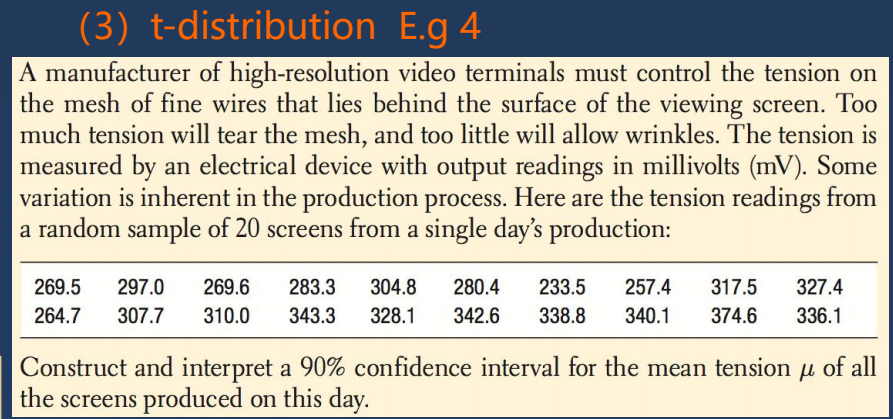 (3) t-distribution E.g 4
A manufacturer of high-resolution video terminals must control the tension on
the mesh of fine wires that lies behind the surface of the viewing screen. Too
much tension will tear the mesh, and too little will allow wrinkles. The tension is
measured by an electrical device with output readings in millivolts (mV). Some
variation is inherent in the production process. Here are the tension readings from
a random sample of 20 screens from a single day’s production:
269.5 297.0 269.6 283.3 304.8 280.4 233.5 257.4 317.5 327.4
264.7 307.7 310.0 343.3 328.1 342.6 338.8 340.1 374.6 336.1
Construct and interpret a 90% confidence interval for the mean tension μ of all
the screens produced on this day.